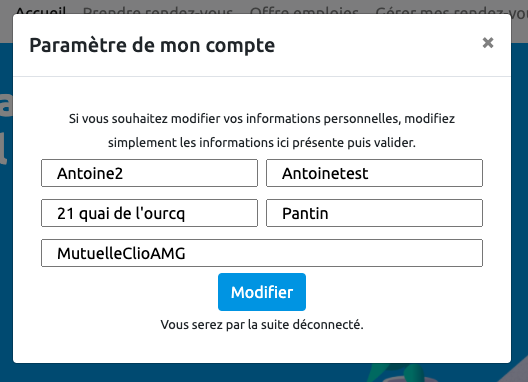 Accueil Prendre rendez-vous Offre employés Gérer mes rendez-vou
Paramètre de mon compte ×
Si vous souhaitez modifier vos informations personnelles, modifiez
simplement les informations ici présente puis valider.
Antoine2 Antoinetest
21 quai de l'ourcq Pantin
MutuelleClioAMG
Modifier
Vous serez par la suite déconnecté.